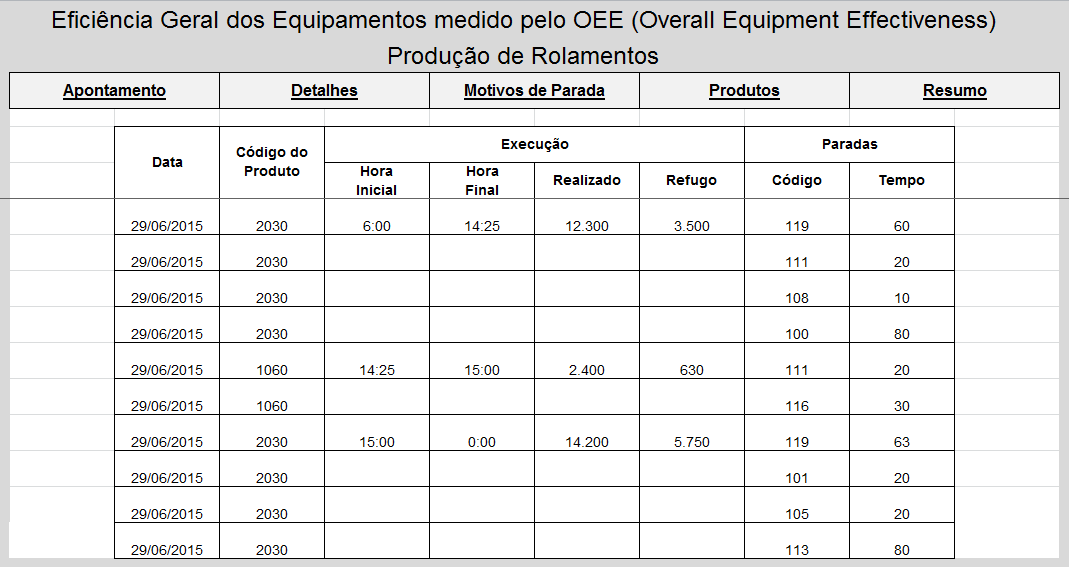 Eficiência Geral dos Equipamentos medido pelo OEE (Overall Equipment Effectiveness)
Produção de Rolamentos
Apontamento Detalhes Motivos de Parada Produtos Resumo
Data Código do Produto Execução Paradas
Hora Inicial Hora Final Realizado Refugo Código Tempo
29/06/2015 2030 6:00 14:25 12.300 3.500 119 60
29/06/2015 2030 111 20
29/06/2015 2030 108 10
29/06/2015 2030 100 80
29/06/2015 1060 14:25 15:00 2.400 630 111 20
29/06/2015 1060 116 30
29/06/2015 2030 15:00 0:00 14.200 5.750 119 63
29/06/2015 2030 101 20
29/06/2015 2030 105 20
29/06/2015 2030 113 80